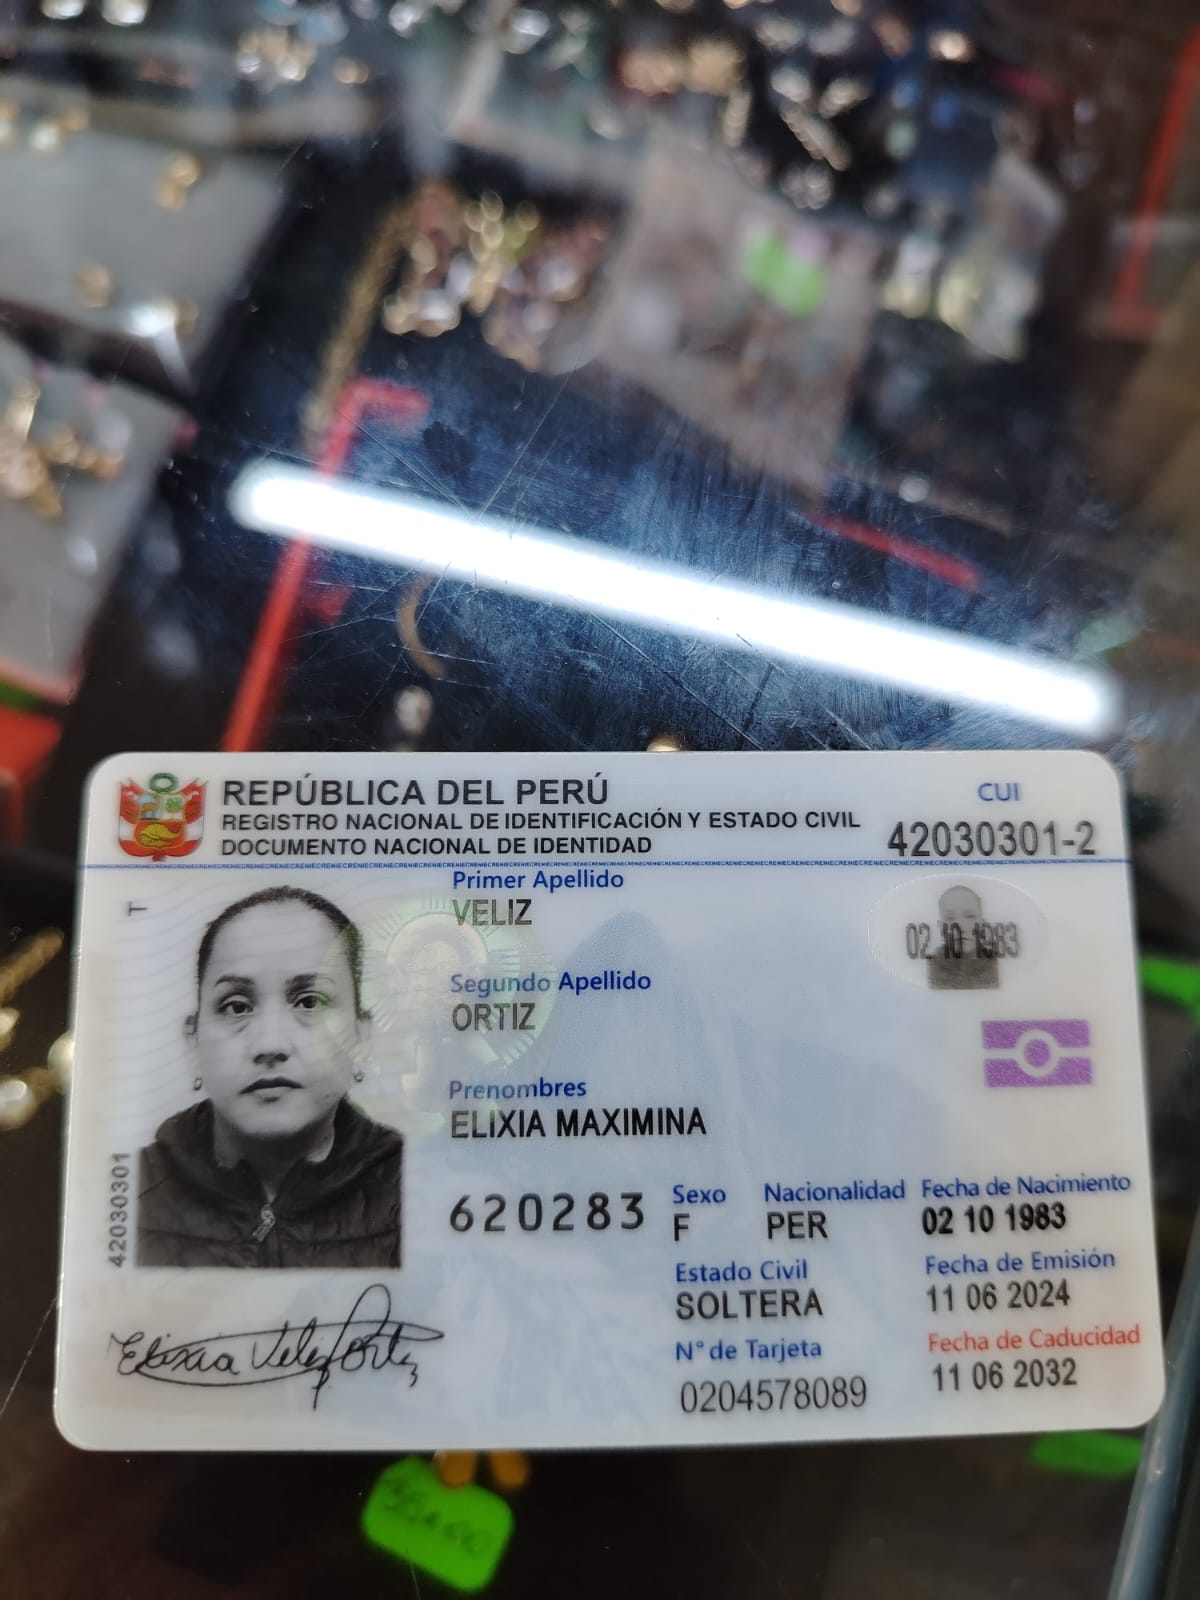 REPÚBLICA DEL PERÚ
REGISTRO NACIONAL DE IDENTIFICACIÓN Y ESTADO CIVIL
DOCUMENTO NACIONAL DE IDENTIDAD
CUI
42030301-2
T
Primer Apellido
VELIZ
02 10 1983
Segundo Apellido
ORTIZ
Prenombres
ELIXIA MAXIMINA
42030301
620283
Sexo
F
Nacionalidad
PER
Fecha de Nacimiento
02 10 1983
Estado Civil
SOLTERA
Fecha de Emisión
11 06 2024
N° de Tarjeta
0204578089
Fecha de Caducidad
11 06 2032
Elixia Veliz Ortiz